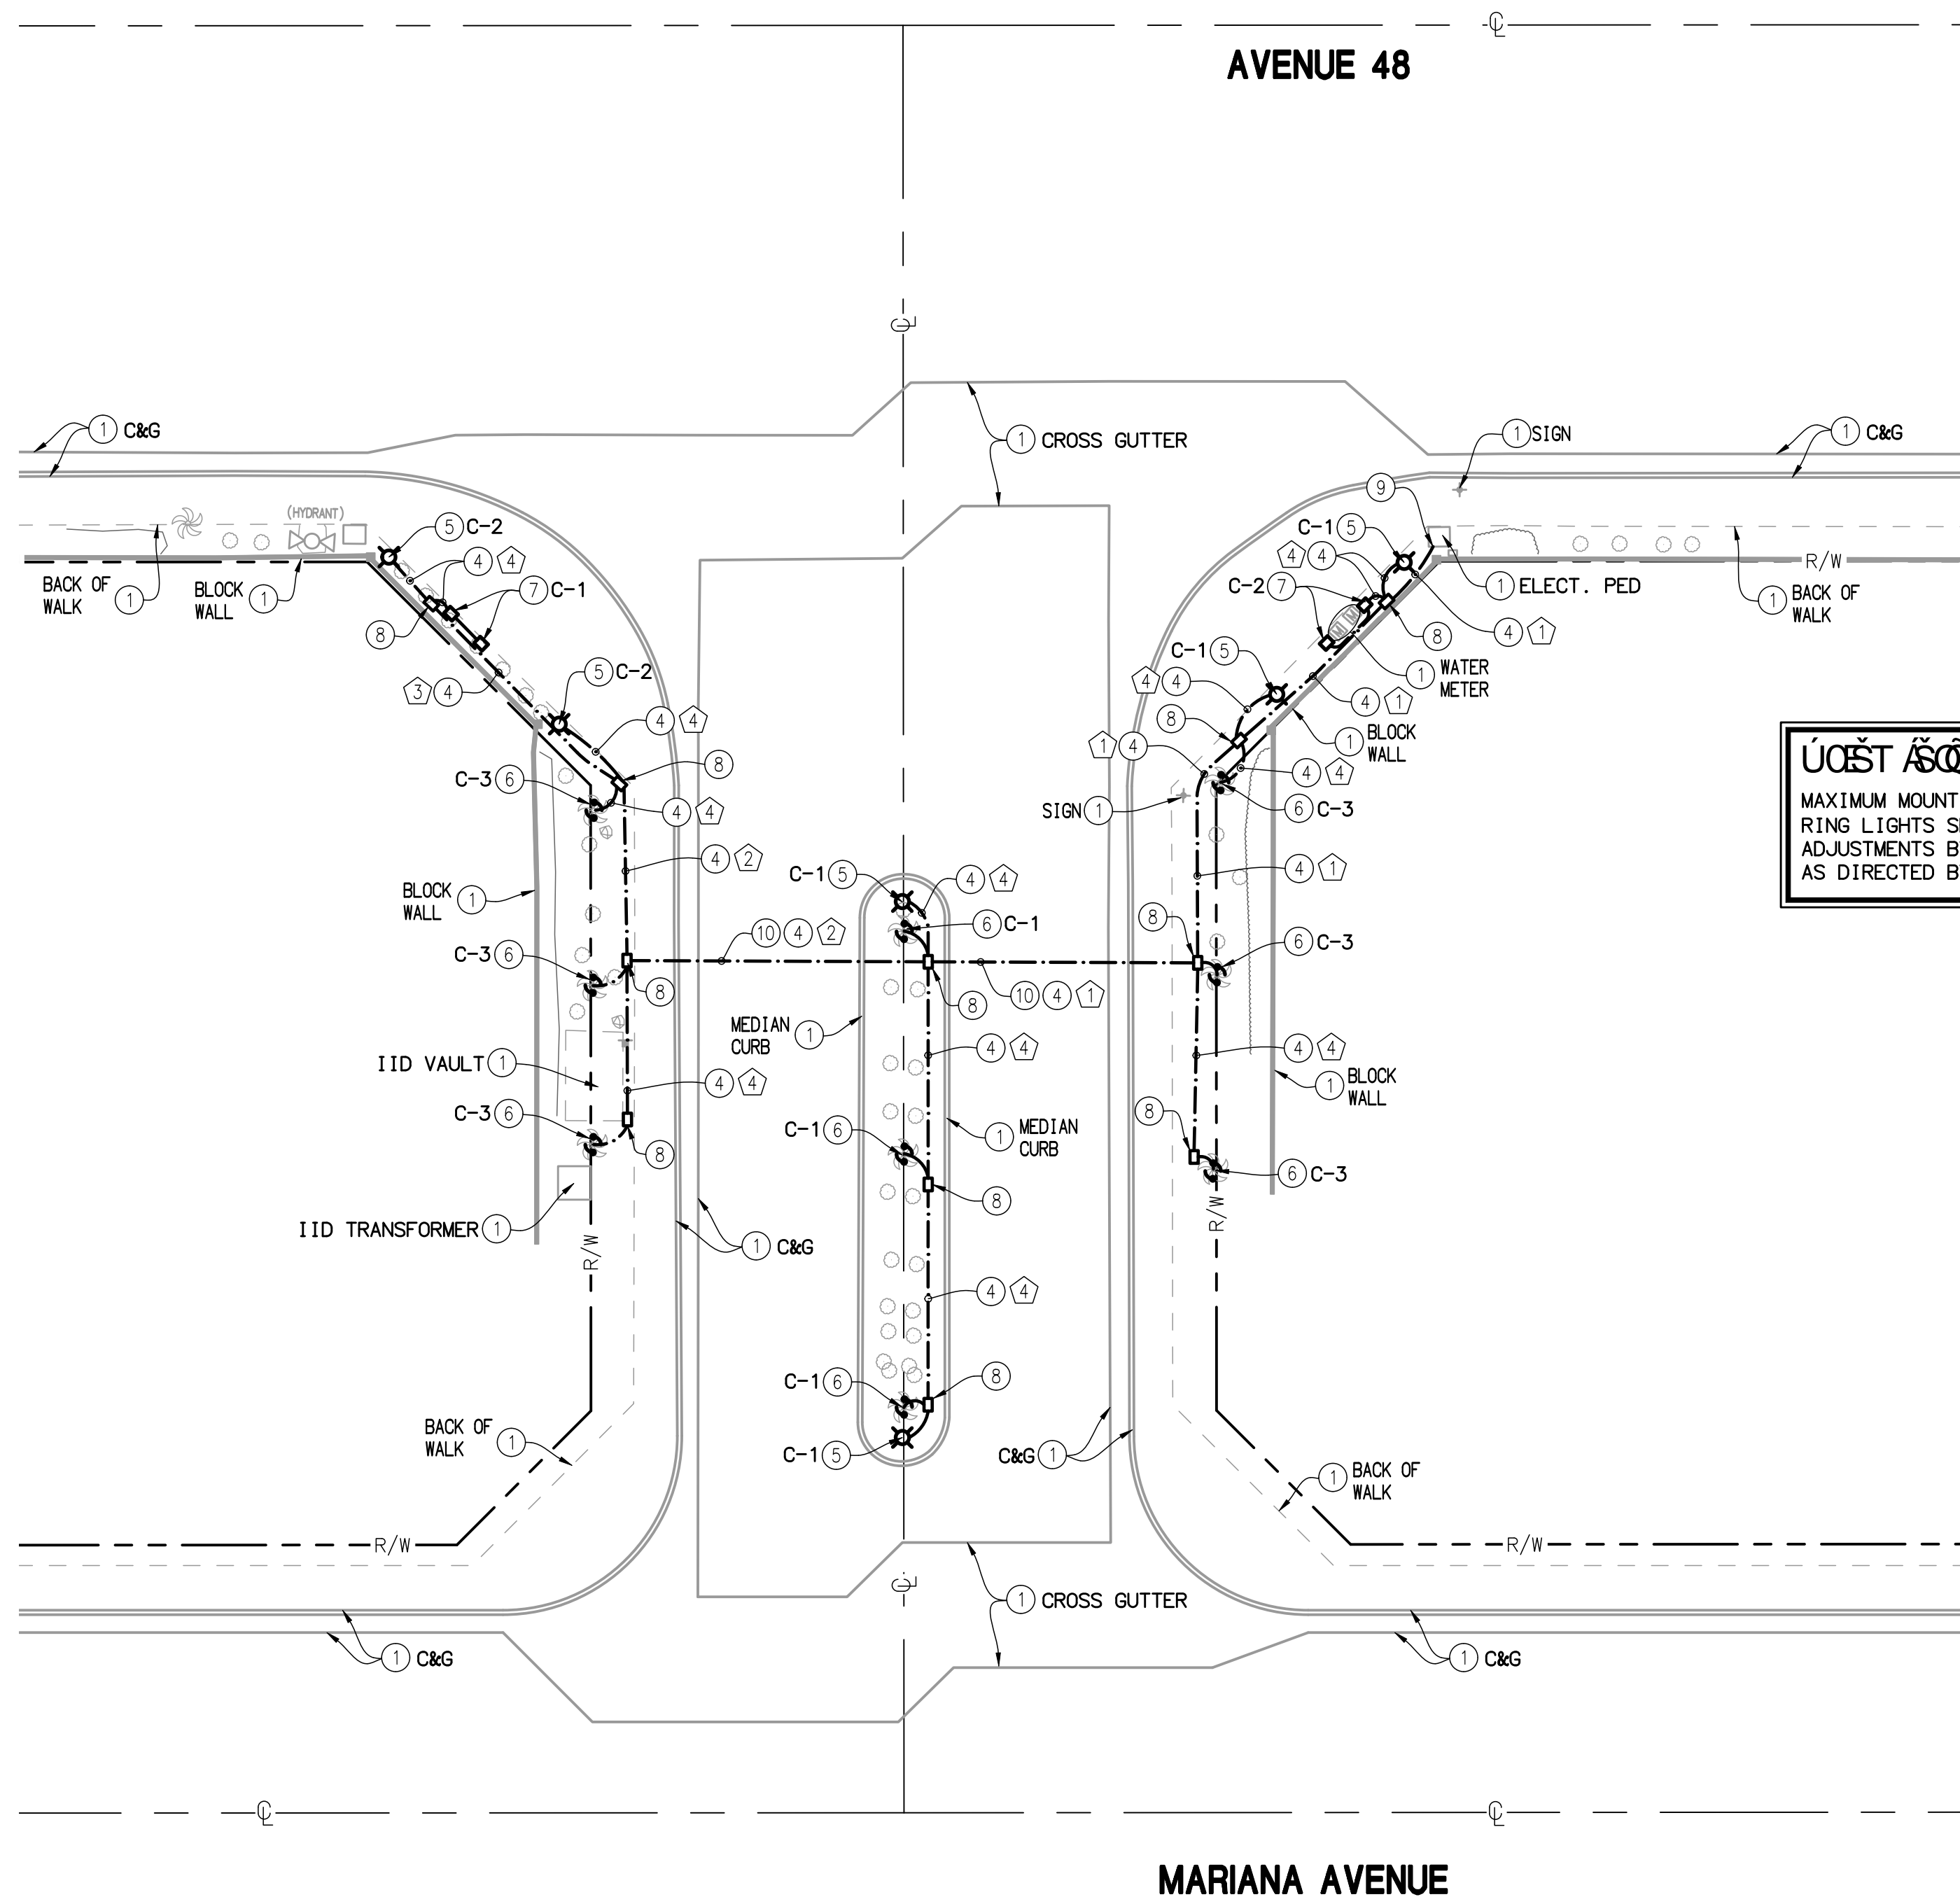 AVENUE 48
1 C&G
1 CROSS GUTTER
1 SIGN
1 C&G
9
(HYDRANT)
5 C-2
C-1 5
4 4
4 4
BACK OF
WALK 1
BLOCK
WALL 1
7 C-1
C-2 7
1 ELECT. PED
R/W
1 BACK OF
WALK
8
8
4 1
C-1 5
5 C-2
1 WATER
METER
3 4
4 4
4 1
4 4
8
1 BLOCK
WALL
1 4
8
C-3 6
4 4
4 4
SIGN 1
6 C-3
MAXIMUM MOUNT
RING LIGHTS
ADJUSTMENTS B
AS DIRECTED B
4 2
C-1 5
4 4
4 1
BLOCK
WALL 1
10 4 2
6 C-1
8
6 C-3
C-3 6
8
8
10 4 1
MEDIAN
CURB 1
4 4
4 4
IID VAULT 1
4 4
1 BLOCK
WALL
C-3 6
C-1 6
1 MEDIAN
CURB
8
8
6 C-3
8
IID TRANSFORMER 1
R/W
R/W
1 C&G
4 4
C-1 6
8
BACK OF
WALK 1
C-1 5
C&G 1
1 BACK OF
WALK
R/W
R/W
1 CROSS GUTTER
1 C&G
1 C&G
MARIANA AVENUE